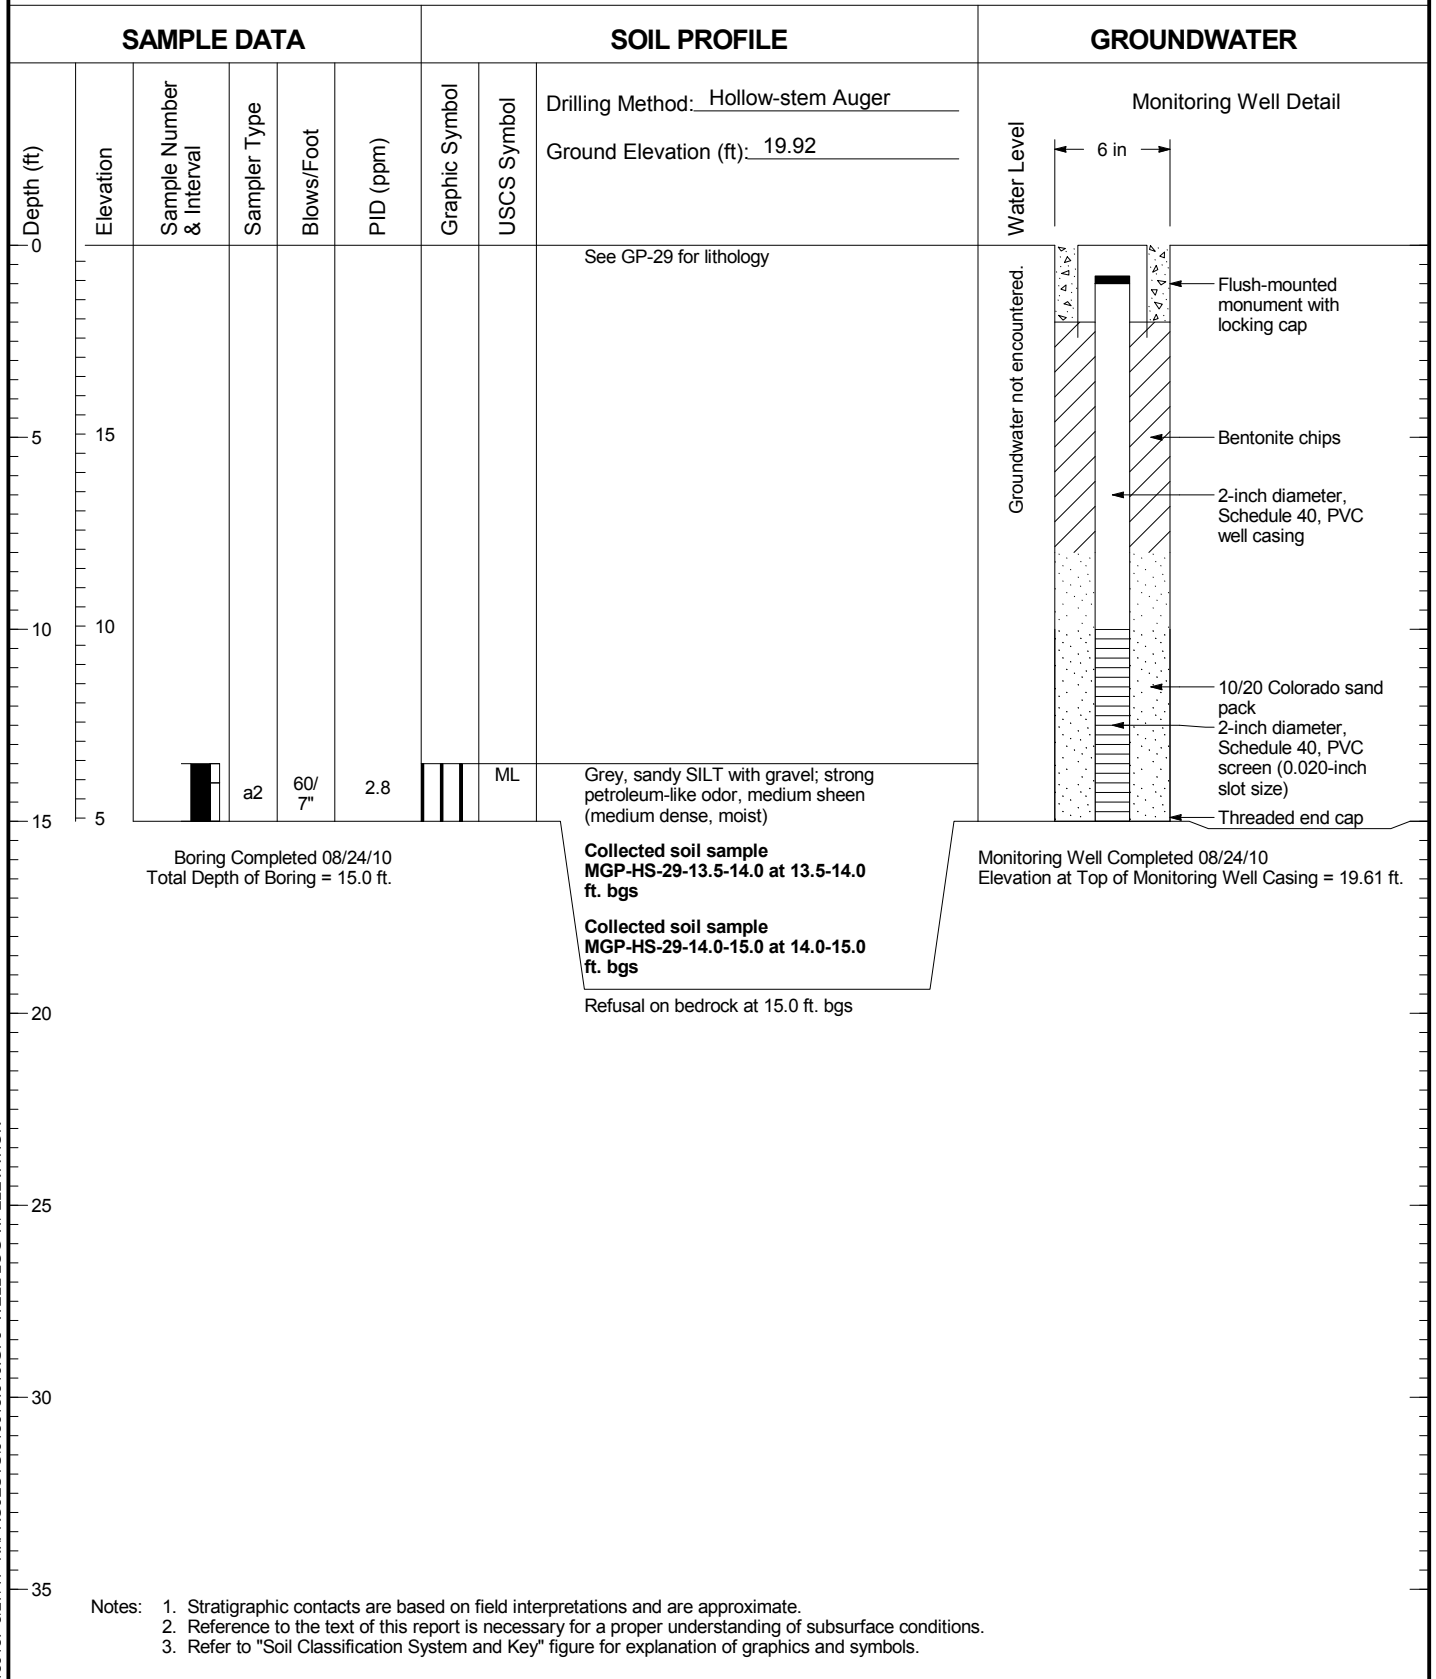 SAMPLE DATA
SOIL PROFILE
GROUNDWATER
Depth (ft)
Elevation
Sample Number
& Interval
Sampler Type
Blows/Foot
PID (ppm)
Graphic Symbol
USCS Symbol
Drilling Method: Hollow-stem Auger
Ground Elevation (ft): 19.92
Water Level
Monitoring Well Detail
6 in
0
See GP-29 for lithology
Groundwater not encountered.
Flush-mounted
monument with
locking cap
5
15
Bentonite chips
2-inch diameter,
Schedule 40, PVC
well casing
10
10
10/20 Colorado sand
pack
2-inch diameter,
Schedule 40, PVC
screen (0.020-inch
slot size)
Threaded end cap
a2
60/
7"
2.8
ML
Grey, sandy SILT with gravel; strong
petroleum-like odor, medium sheen
(medium dense, moist)
15
5
Boring Completed 08/24/10
Total Depth of Boring = 15.0 ft.
Collected soil sample
MGP-HS-29-13.5-14.0 at 13.5-14.0
ft. bgs
Collected soil sample
MGP-HS-29-14.0-15.0 at 14.0-15.0
ft. bgs
Refusal on bedrock at 15.0 ft. bgs
Monitoring Well Completed 08/24/10
Elevation at Top of Monitoring Well Casing = 19.61 ft.
20
25
30
35
Notes: 1. Stratigraphic contacts are based on field interpretations and are approximate.
2. Reference to the text of this report is necessary for a proper understanding of subsurface conditions.
3. Refer to "Soil Classification System and Key" figure for explanation of graphics and symbols.